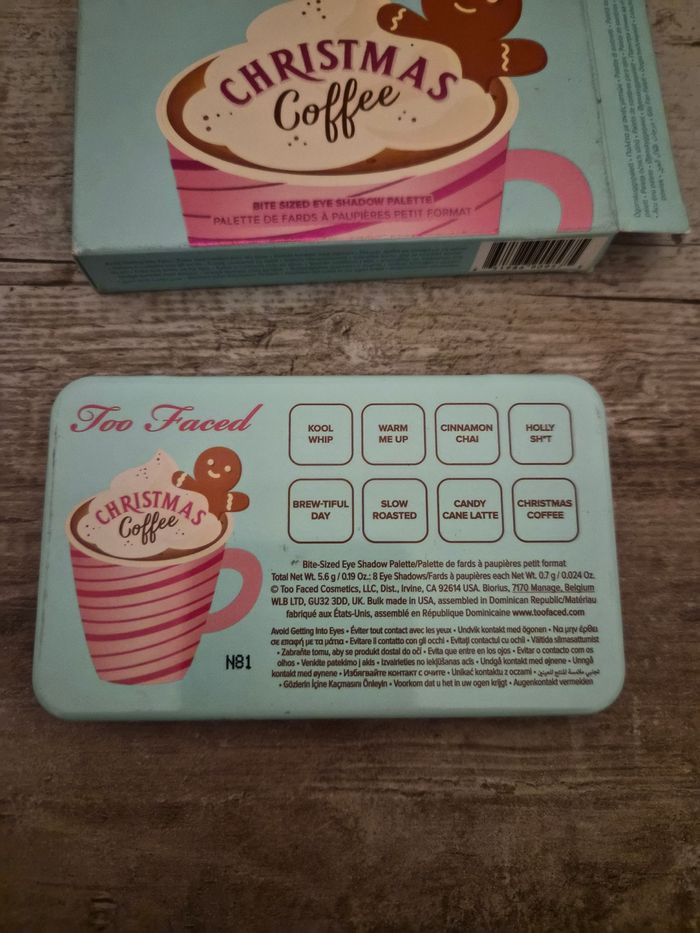 CHRISTMAS
Coffee
BITE SIZED EYE SHADOW PALETTE
PALETTE DE FARDS À PAUPIÈRES PETIT FORMAT
Too Faced
CHRISTMAS
Coffee
N81
KOOL
WHIP
WARM
ME UP
CINNAMON
CHAI
HOLLY
SH*T
BREW-TIFUL
DAY
SLOW
ROASTED
CANDY
CANE LATTE
CHRISTMAS
COFFEE
Bite-Sized Eye Shadow Palette/Palette de fards à paupières petit format
Total Net Wt. 5.6 g / 0.19 Oz.: 8 Eye Shadows/Fards à paupières each Net Wt. 0.7 g / 0.024 Oz.
© Too Faced Cosmetics, LLC, Dist., Irvine, CA 92614 USA. Biorius, 7170 Manage, Belgium
WLB LTD, GU32 3DD, UK. Bulk made in USA, assembled in Dominican Republic/Matériau
fabriqué aux États-Unis, assemblé en République Dominicaine www.toofaced.com
Avoid Getting Into Eyes • Éviter tout contact avec les yeux • Undvik kontakt med ögonen • Να μην έρθει
σε επαφή με τα μάτια • Evitare il contatto con gli occhi • Evitați contactul cu ochii • Vältida silmasattumist
• Zabraňte tomu, aby se produkt dostal do očí • Evita que entre en los ojos • Evitar o contacto com os
olhos • Venkite patekimo į akis • Izvairieties no iekļūšanas acīs • Undgå kontakt med øjnene • Unngå
kontakt med øynene • Избягвайте контакт с очите • Unikać kontaktu z oczami •
• Gözlerin İçine Kaçmasını Önleyin • Voorkom dat u het in uw ogen krijgt • Augenkontakt vermeiden